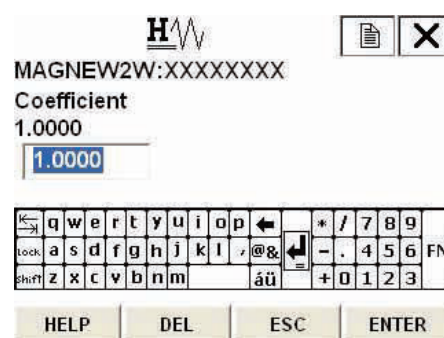 H
MAGNEW2W:XXXXXXXX
Coefficient
1.0000
1.0000
q w e r t y u i o p * / 7 8 9
Lock a s d f g h j k l , @& - . 4 5 6 FN
Shift z x c v b n m áü = + 0 1 2 3
HELP DEL ESC ENTER